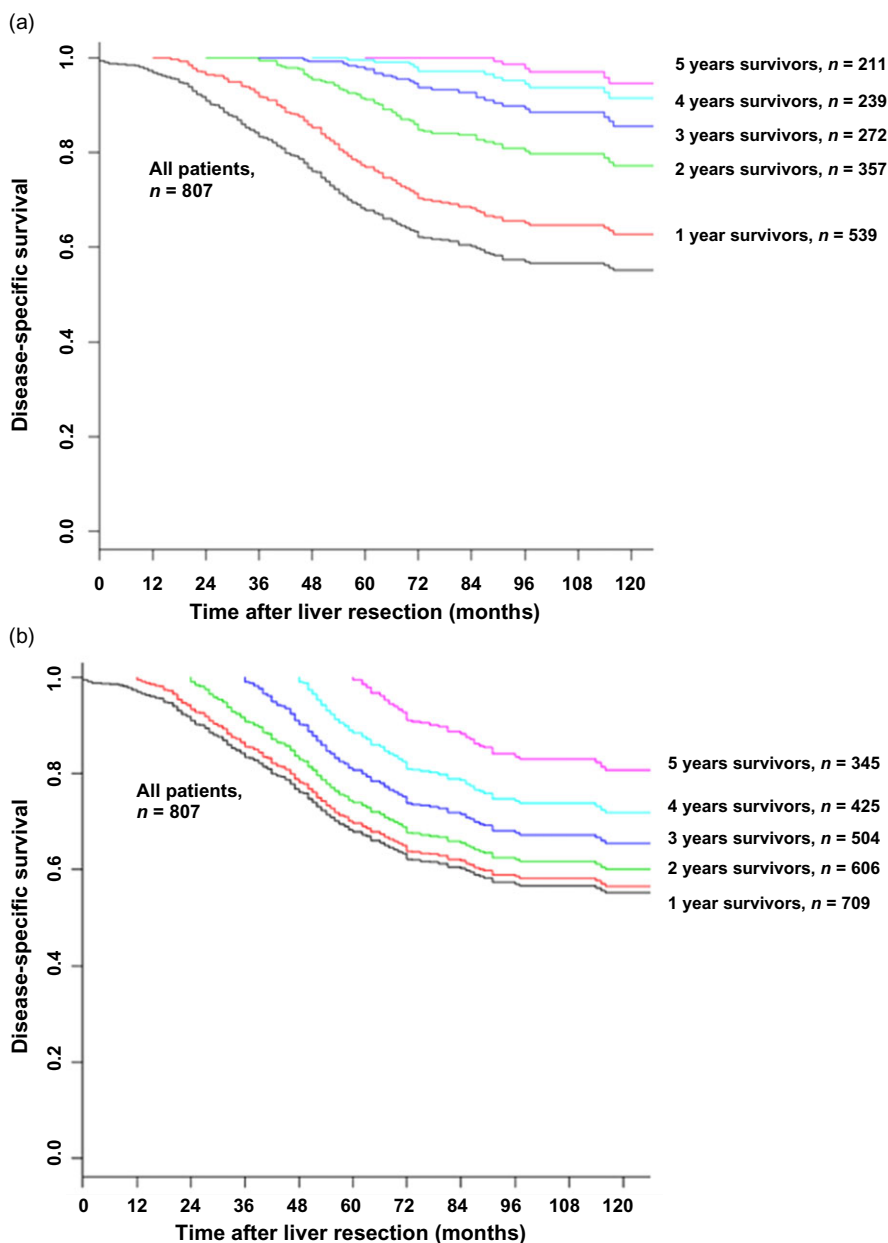 (a)
1.0
0.8
0.6
0.4
0.2
0.0
Disease-specific survival
All patients,
n = 807
5 years survivors, n = 211
4 years survivors, n = 239
3 years survivors, n = 272
2 years survivors, n = 357
1 year survivors, n = 539
0 12 24 36 48 60 72 84 96 108 120
Time after liver resection (months)
(b)
1.0
0.8
0.6
0.4
0.2
0.0
Disease-specific survival
All patients,
n = 807
5 years survivors, n = 345
4 years survivors, n = 425
3 years survivors, n = 504
2 years survivors, n = 606
1 year survivors, n = 709
0 12 24 36 48 60 72 84 96 108 120
Time after liver resection (months)